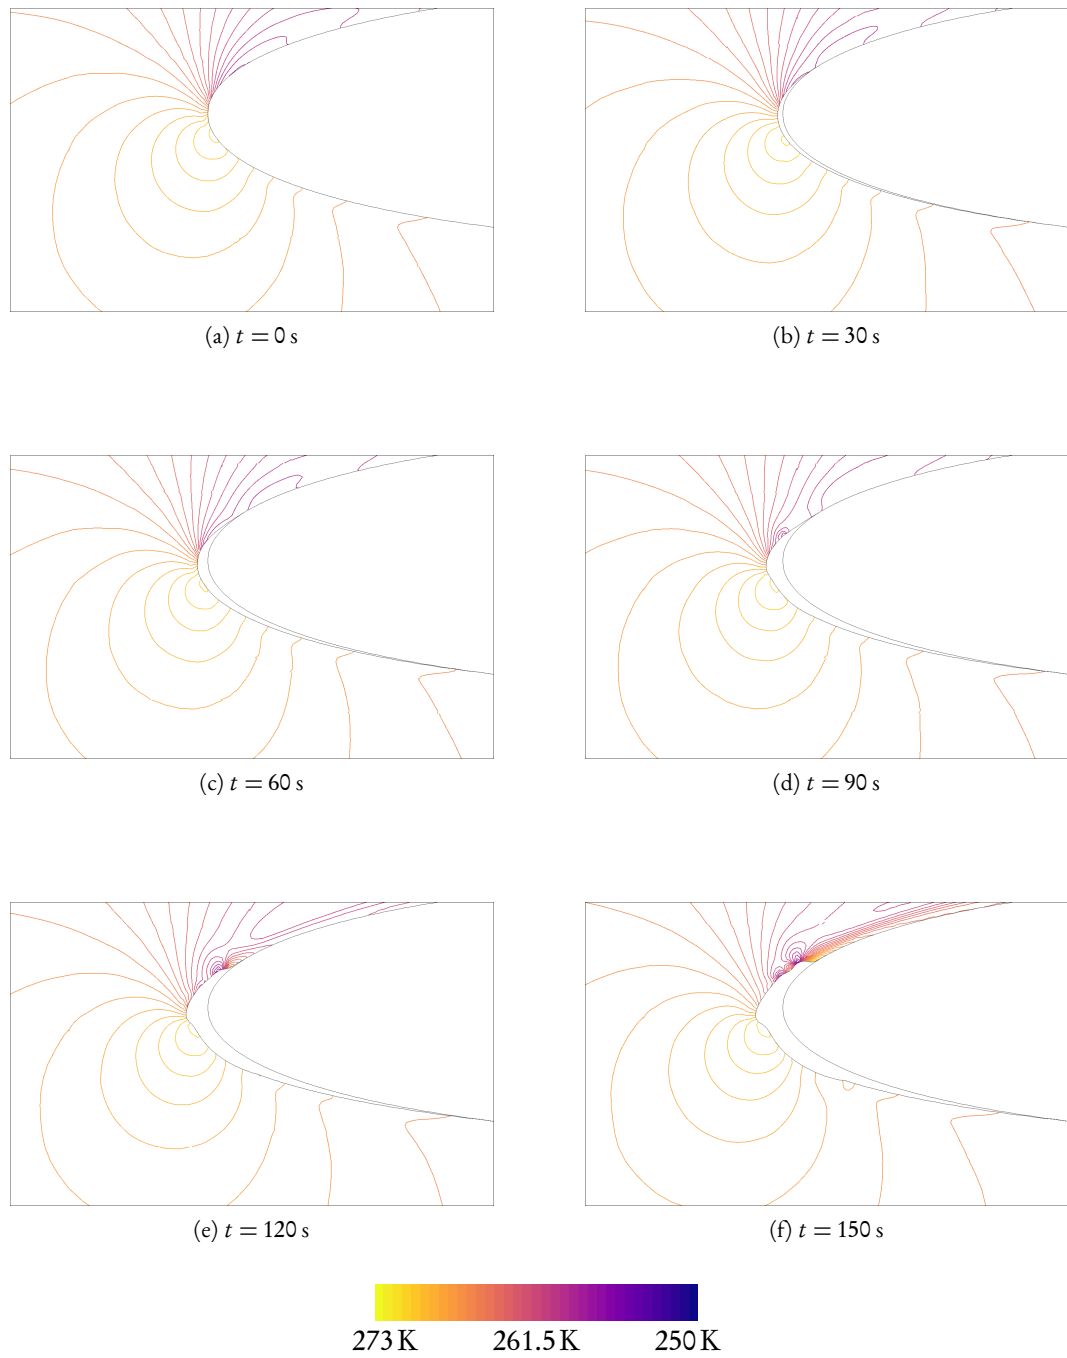 (a) t = 0 s
(b) t = 30 s
(c) t = 60 s
(d) t = 90 s
(e) t = 120 s
(f) t = 150 s
273 K 261.5 K 250 K